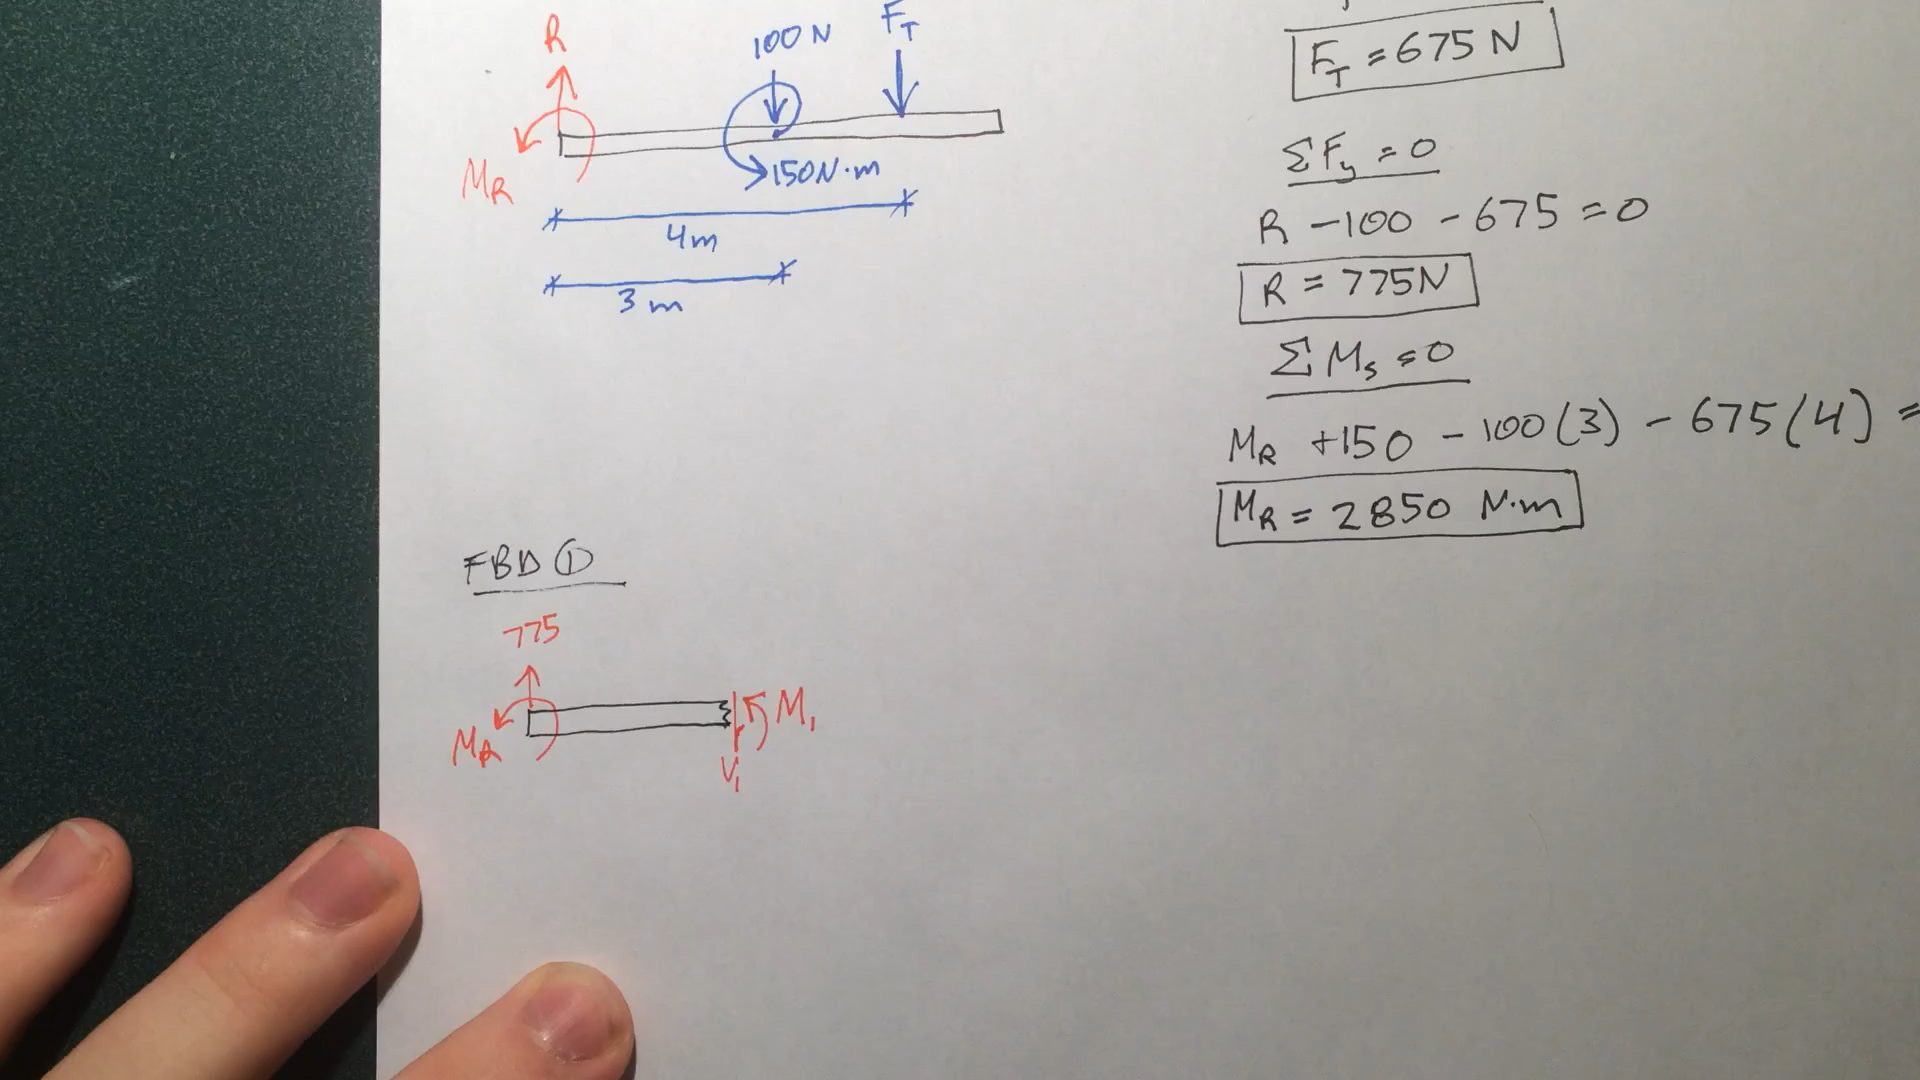 R
100 N
F_T
M_R
150N·m
4m
3m
F_T = 675 N
ΣF_y = 0
R - 100 - 675 = 0
R = 775N
ΣM_s = 0
M_R + 150 - 100(3) - 675(4) =
M_R = 2850 N·m
FBD ①
775
M_R
M_1
V_1